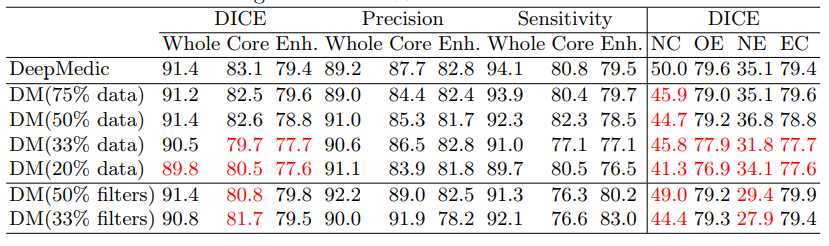 DICE Precision Sensitivity DICE
Whole Core Enh. Whole Core Enh. Whole Core Enh. NC OE NE EC
DeepMedic 91.4 83.1 79.4 89.2 87.7 82.8 94.1 80.8 79.5 50.0 79.6 35.1 79.4
DM(75% data) 91.2 82.5 79.6 89.0 84.4 82.4 93.9 80.4 79.7 45.9 79.0 35.1 79.6
DM(50% data) 91.4 82.6 78.8 91.0 85.3 81.7 92.3 82.3 78.5 44.7 79.2 36.8 78.8
DM(33% data) 90.5 79.7 77.7 90.6 86.5 82.8 91.0 77.1 77.1 45.8 77.9 31.8 77.7
DM(20% data) 89.8 80.5 77.6 91.1 83.9 81.8 89.7 80.5 76.5 41.3 76.9 34.1 77.6
DM(50% filters) 91.4 80.8 79.8 92.2 89.0 82.5 91.3 76.3 80.2 49.0 79.2 29.4 79.9
DM(33% filters) 90.8 81.7 79.5 90.0 91.9 78.2 92.1 76.6 83.0 44.4 79.3 27.9 79.4